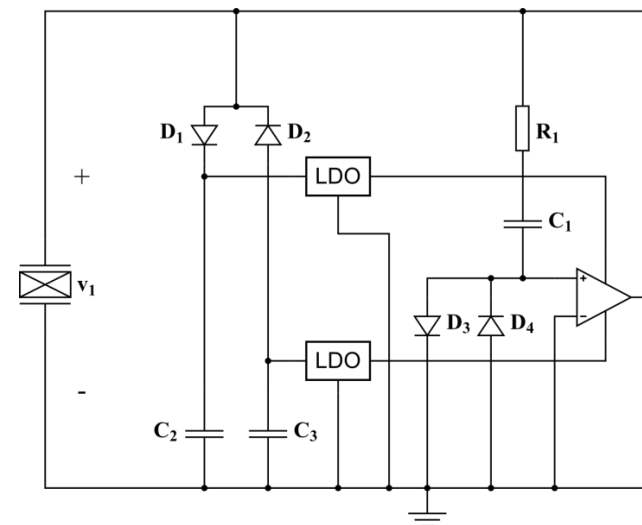 D1
D2
R1
+
LDO
C1
v1
+
D3
D4
-
-
LDO
C2
C3